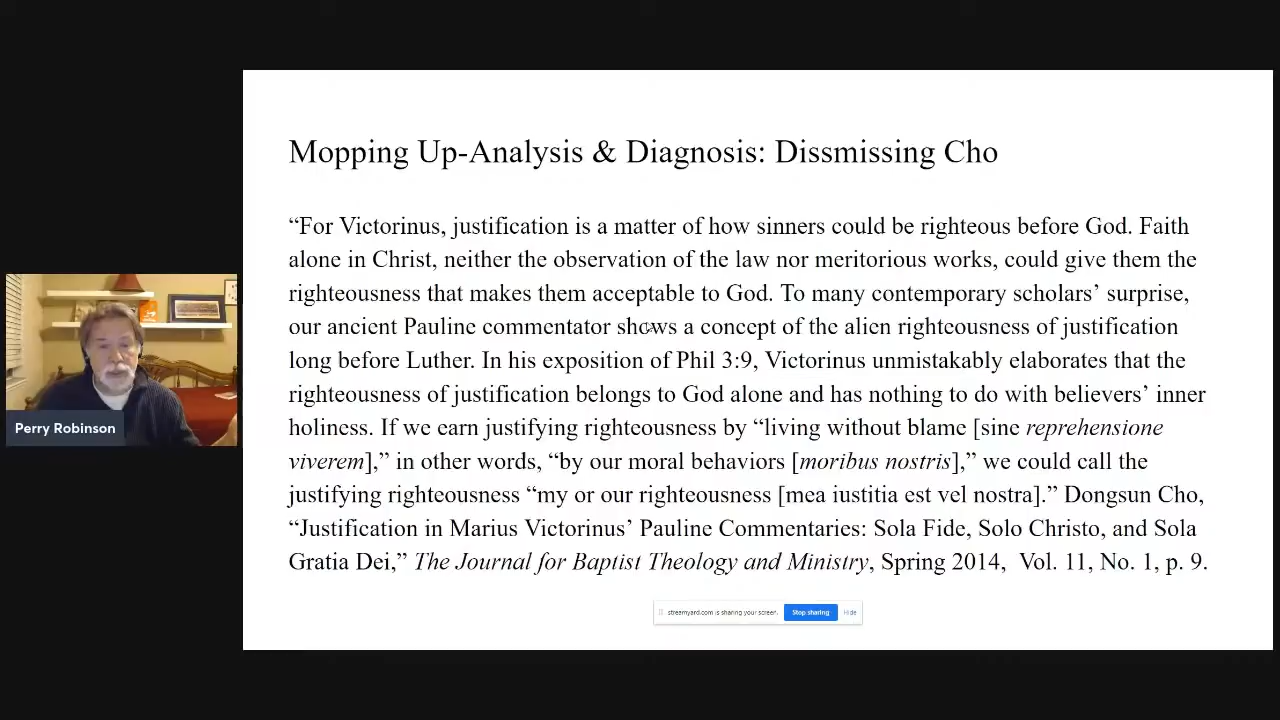 Mopping Up-Analysis & Diagnosis: Dissmissing Cho
“For Victorinus, justification is a matter of how sinners could be righteous before God. Faith
alone in Christ, neither the observation of the law nor meritorious works, could give them the
righteousness that makes them acceptable to God. To many contemporary scholars’ surprise,
our ancient Pauline commentator shows a concept of the alien righteousness of justification
long before Luther. In his exposition of Phil 3:9, Victorinus unmistakably elaborates that the
righteousness of justification belongs to God alone and has nothing to do with believers’ inner
holiness. If we earn justifying righteousness by “living without blame [sine reprehensione
viverem],” in other words, “by our moral behaviors [moribus nostris],” we could call the
justifying righteousness “my or our righteousness [mea iustitia est vel nostra].” Dongsun Cho,
“Justification in Marius Victorinus’ Pauline Commentaries: Sola Fide, Solo Christo, and Sola
Gratia Dei,” The Journal for Baptist Theology and Ministry, Spring 2014, Vol. 11, No. 1, p. 9.
Perry Robinson
streamyard.com is sharing your screen. Stop sharing Hide